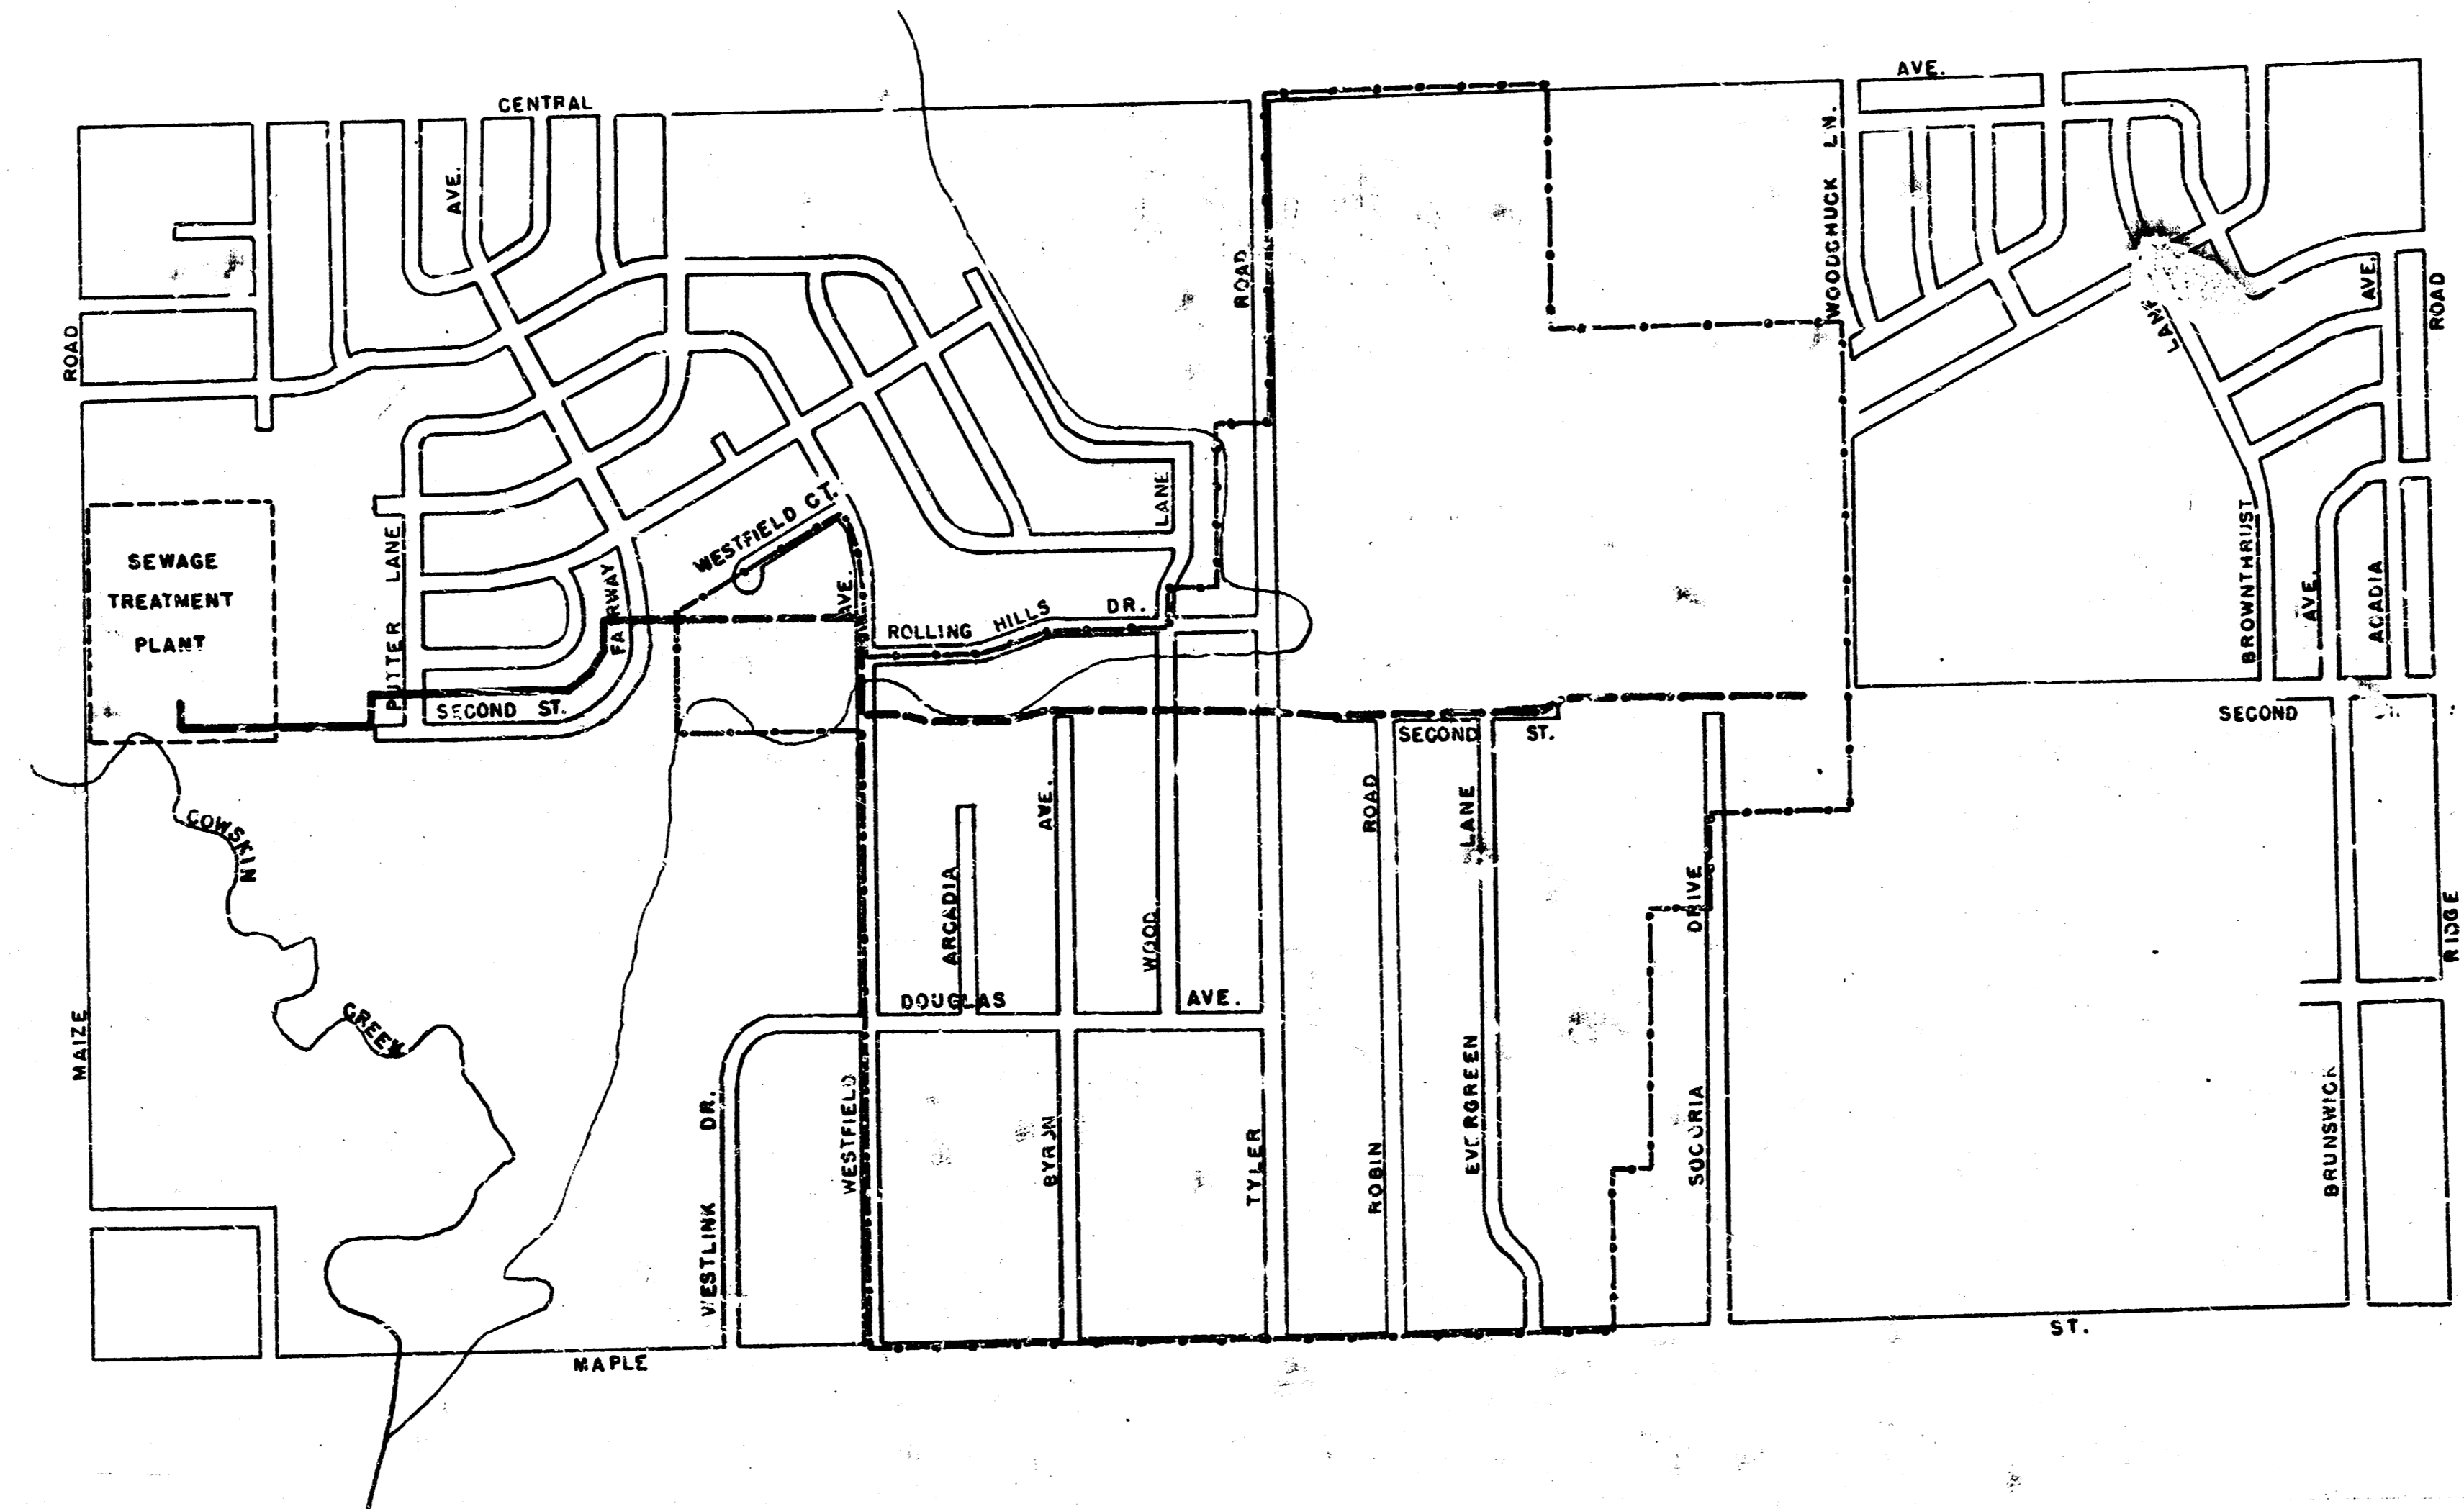 AVE.
CENTRAL
AVE.
WOODCHUCK LN.
ROAD
ROAD
AVE.
ROAD
LANE
WESTFIELD CT.
LANE
SEWAGE
TREATMENT
PLANT
PUTTER LANE
FAIRWAY
AVE.
ROLLING HILLS DR.
BROWNTHRUST
AVE.
ACADIA
SECOND ST.
SECOND ST.
SECOND
COWSKIN
CREEK
ARCADIA
AVE.
WOOD
ROAD
LANE
DRIVE
RIDGE
DOUGLAS AVE.
MAIZE
WESTLINK DR.
WESTFIELD
BYRON
TYLER
ROBIN
EVERGREEN
SOCORIA
BRUNSWICK
MAPLE
ST.